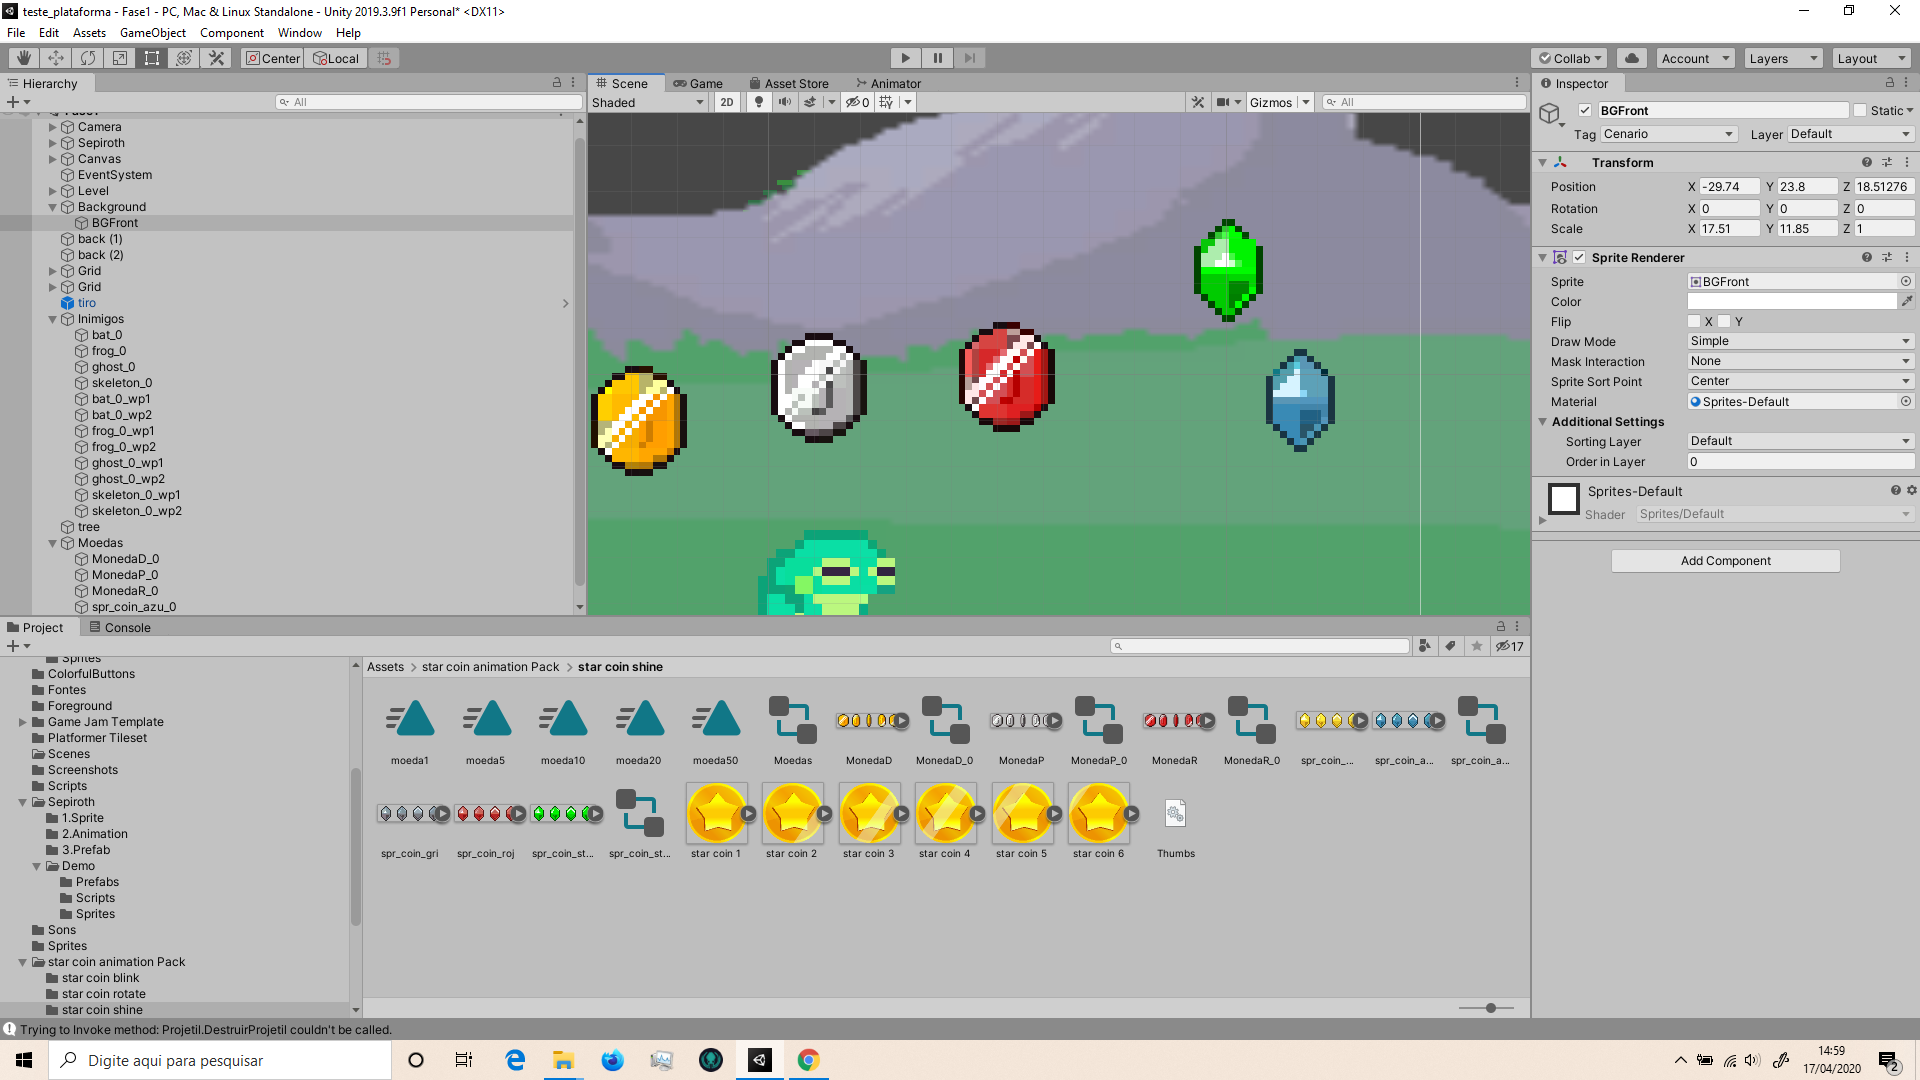 teste_plataforma - Fase1 - PC, Mac & Linux Standalone - Unity 2019.3.9f1 Personal* <DX11>
File Edit Assets GameObject Component Window Help
Center Local Collab Account Layers Layout
Hierarchy
All
Camera
Sepiroth
Canvas
EventSystem
Level
Background
BGFront
back (1)
back (2)
Grid
Grid
tiro
Inimigos
bat_0
frog_0
ghost_0
skeleton_0
bat_0_wp1
bat_0_wp2
frog_0_wp1
frog_0_wp2
ghost_0_wp1
ghost_0_wp2
skeleton_0_wp1
skeleton_0_wp2
tree
Moedas
MonedaD_0
MonedaP_0
MonedaR_0
spr_coin_azu_0
Scene Game Asset Store Animator
Shaded 2D 0 Gizmos All
Inspector
BGFront Static
Tag Cenario Layer Default
Transform
Position X -29.74 Y 23.8 Z 18.51276
Rotation X 0 Y 0 Z 0
Scale X 17.51 Y 11.85 Z 1
Sprite Renderer
Sprite BGFront
Color
Flip X Y
Draw Mode Simple
Mask Interaction None
Sprite Sort Point Center
Material Sprites-Default
Additional Settings
Sorting Layer Default
Order in Layer 0
Sprites-Default
Shader Sprites/Default
Add Component
Project Console
17
ColorfulButtons
Fontes
Foreground
Game Jam Template
Platformer Tileset
Scenes
Screenshots
Scripts
Sepiroth
1.Sprite
2.Animation
3.Prefab
Demo
Prefabs
Scripts
Sprites
Sons
Sprites
star coin animation Pack
star coin blink
star coin rotate
star coin shine
Assets > star coin animation Pack > star coin shine
moeda1 moeda5 moeda10 moeda20 moeda50 Moedas MonedaD MonedaD_0 MonedaP MonedaP_0 MonedaR MonedaR_0 spr_coin_... spr_coin_a... spr_coin_a...
spr_coin_gri spr_coin_roj spr_coin_st... spr_coin_st... star coin 1 star coin 2 star coin 3 star coin 4 star coin 5 star coin 6 Thumbs
Trying to Invoke method: Projetil.DestruirProjetil couldn't be called.
Digite aqui para pesquisar
14:59
17/04/2020
2